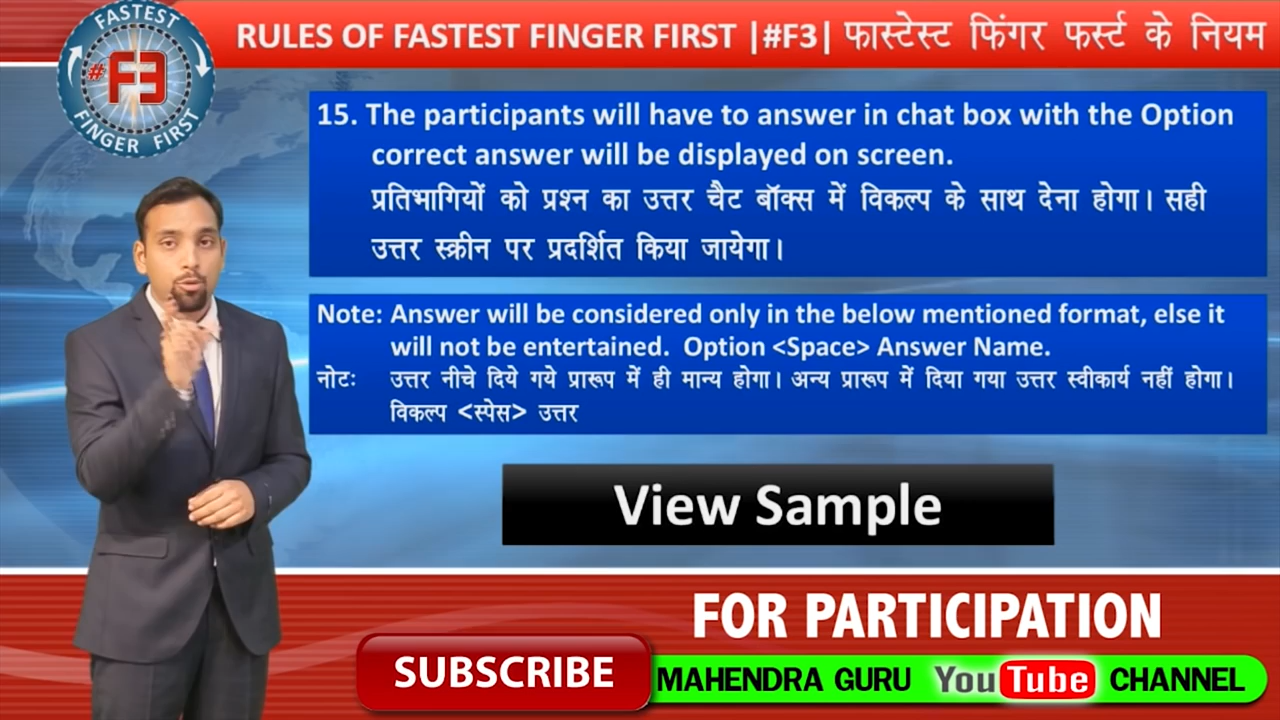 FASTEST
#F3
FINGER FIRST
RULES OF FASTEST FINGER FIRST |#F3| फास्टेस्ट फिंगर फर्स्ट के नियम
15. The participants will have to answer in chat box with the Option
correct answer will be displayed on screen.
प्रतिभागियों को प्रश्न का उत्तर चैट बॉक्स में विकल्प के साथ देना होगा। सही
उत्तर स्क्रीन पर प्रदर्शित किया जायेगा।
Note: Answer will be considered only in the below mentioned format, else it
will not be entertained. Option <Space> Answer Name.
नोटः उत्तर नीचे दिये गये प्रारूप में ही मान्य होगा। अन्य प्रारूप में दिया गया उत्तर स्वीकार्य नहीं होगा।
विकल्प <स्पेस> उत्तर
View Sample
FOR PARTICIPATION
SUBSCRIBE
MAHENDRA GURU YouTube CHANNEL